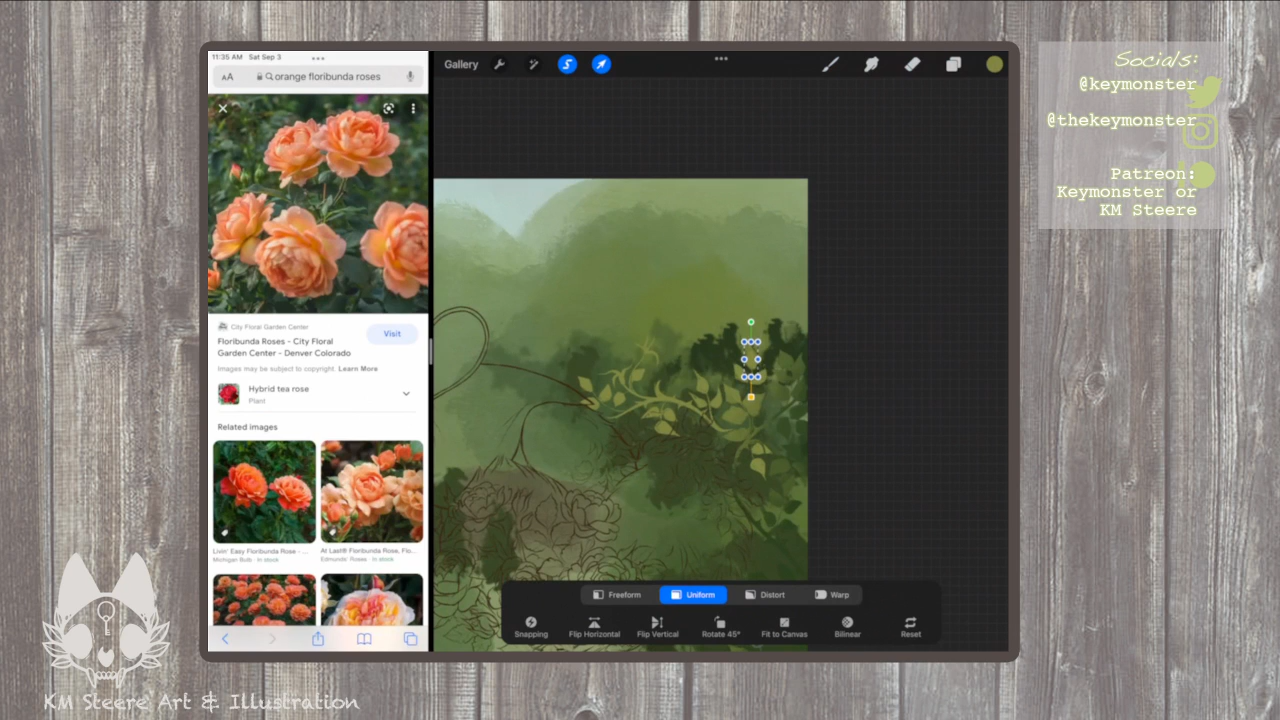 11:35 AM Sat Sep 3
AA orange floribunda roses
City Floral Garden Center
Visit
Floribunda Roses - City Floral
Garden Center - Denver Colorado
Images may be subject to copyright. Learn More
Hybrid tea rose
Plant
Related images
Livin' Easy Floribunda Rose - ...
Michigan Bulb · In stock
At Last® Floribunda Rose, Flo...
Edmunds' Roses · In stock
Gallery
Freeform
Uniform
Distort
Warp
Snapping
Flip Horizontal
Flip Vertical
Rotate 45°
Fit to Canvas
Bilinear
Reset
Socials:
@keymonster
@thekeymonster
Patreon:
Keymonster or
KM Steere
KM Steere Art & Illustration